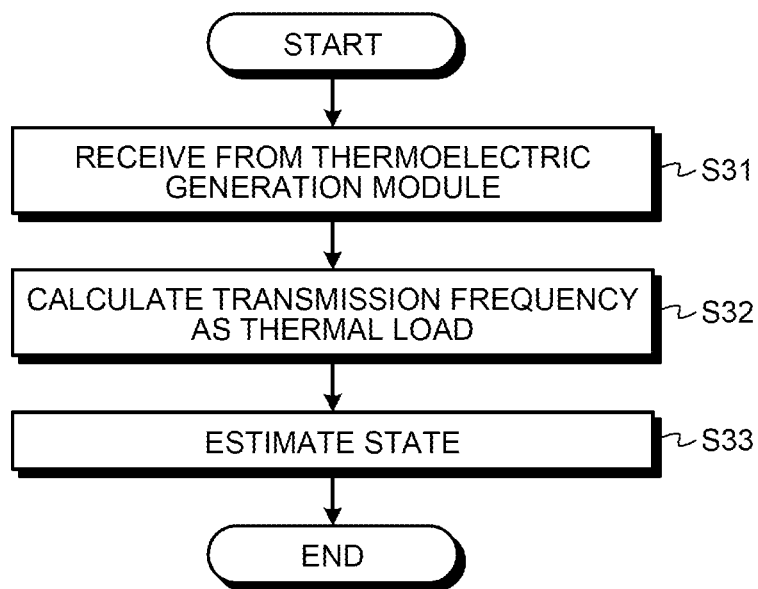 START
RECEIVE FROM THERMOELECTRIC
GENERATION MODULE
S31
CALCULATE TRANSMISSION FREQUENCY
AS THERMAL LOAD
S32
ESTIMATE STATE
S33
END